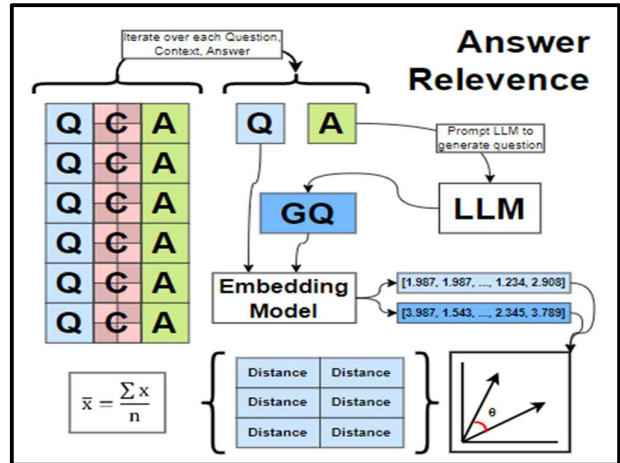 Iterate over each Question,
Context, Answer
Answer
Relevence
Q C A
Q C A
Q C A
Q C A
Q C A
Q C A
Q A
Prompt LLM to
generate question
GQ
LLM
Embedding
Model
[1.987, 1.987, ..., 1.234, 2.908]
[3.987, 1.543, ..., 2.345, 3.789]
x̄ = ∑ x / n
Distance Distance
Distance Distance
Distance Distance
θ